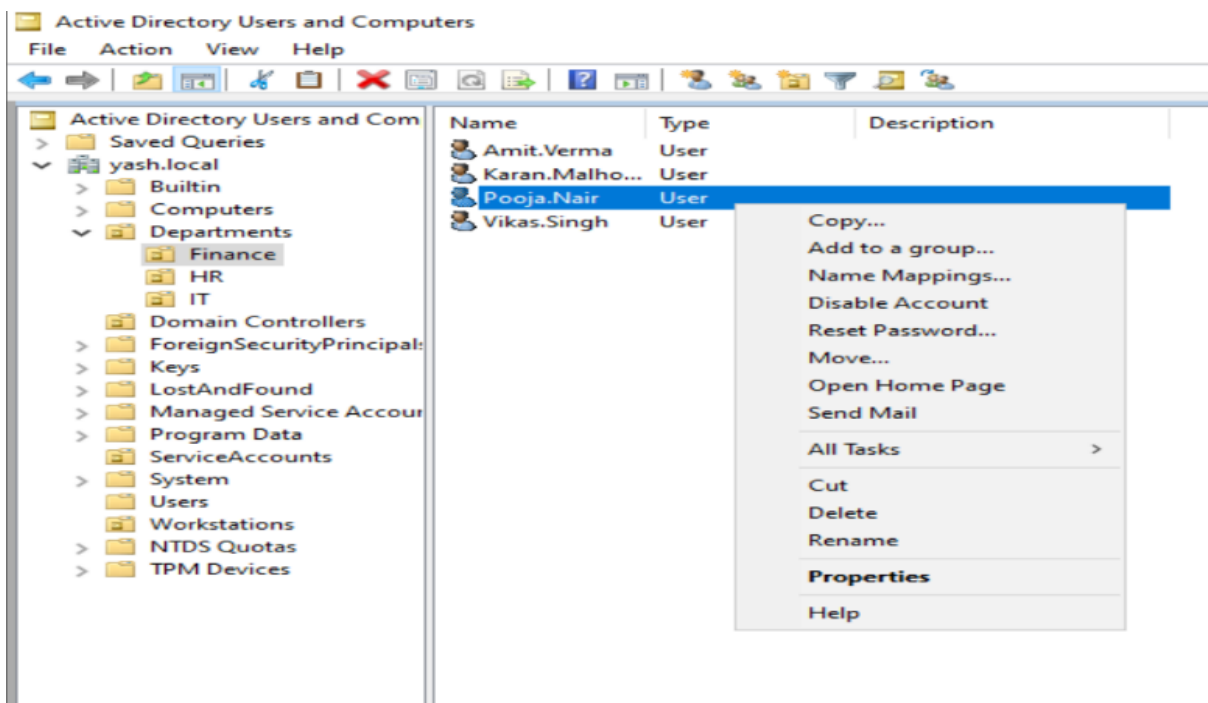 Active Directory Users and Computers
File Action View Help
Active Directory Users and Com
Saved Queries
yash.local
Builtin
Computers
Departments
Finance
HR
IT
Domain Controllers
ForeignSecurityPrincipals
Keys
LostAndFound
Managed Service Accour
Program Data
ServiceAccounts
System
Users
Workstations
NTDS Quotas
TPM Devices
Name Type Description
Amit.Verma User
Karan.Malho... User
Pooja.Nair User
Vikas.Singh User
Copy...
Add to a group...
Name Mappings...
Disable Account
Reset Password...
Move...
Open Home Page
Send Mail
All Tasks >
Cut
Delete
Rename
Properties
Help